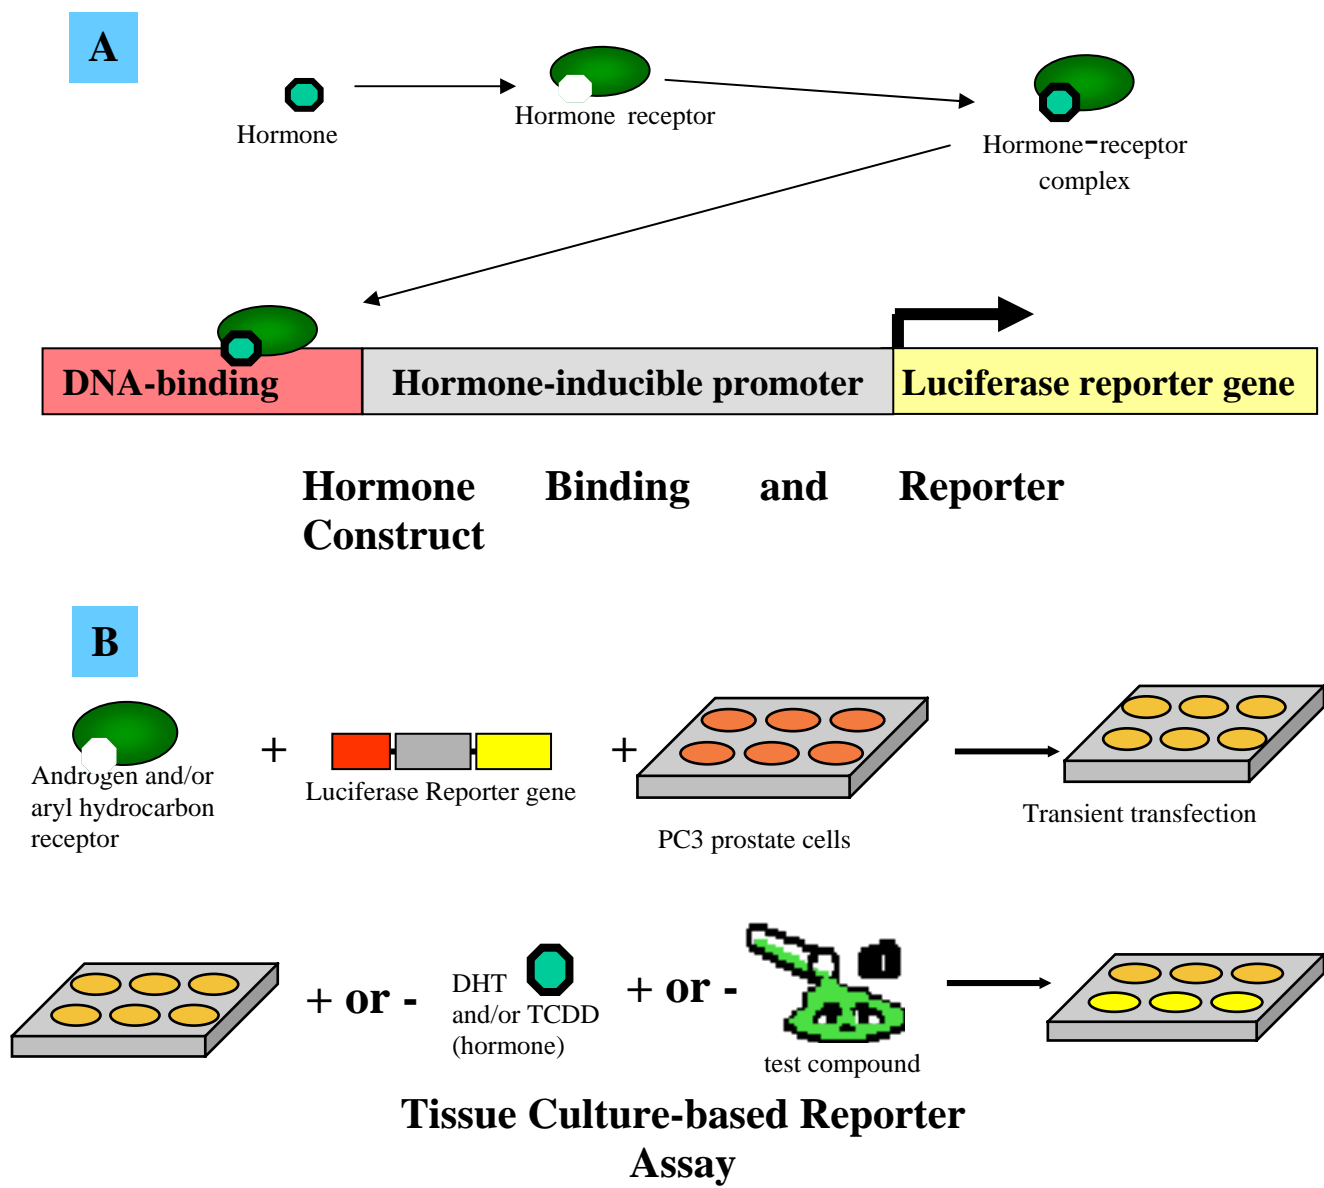 A
Hormone
Hormone receptor
Hormone-receptor
complex
DNA-binding
Hormone-inducible promoter
Luciferase reporter gene
Hormone Binding and Reporter
Construct
B
+
+
Androgen and/or
aryl hydrocarbon
receptor
Luciferase Reporter gene
PC3 prostate cells
Transient transfection
+ or -
DHT
and/or TCDD
(hormone)
+ or -
test compound
Tissue Culture-based Reporter
Assay